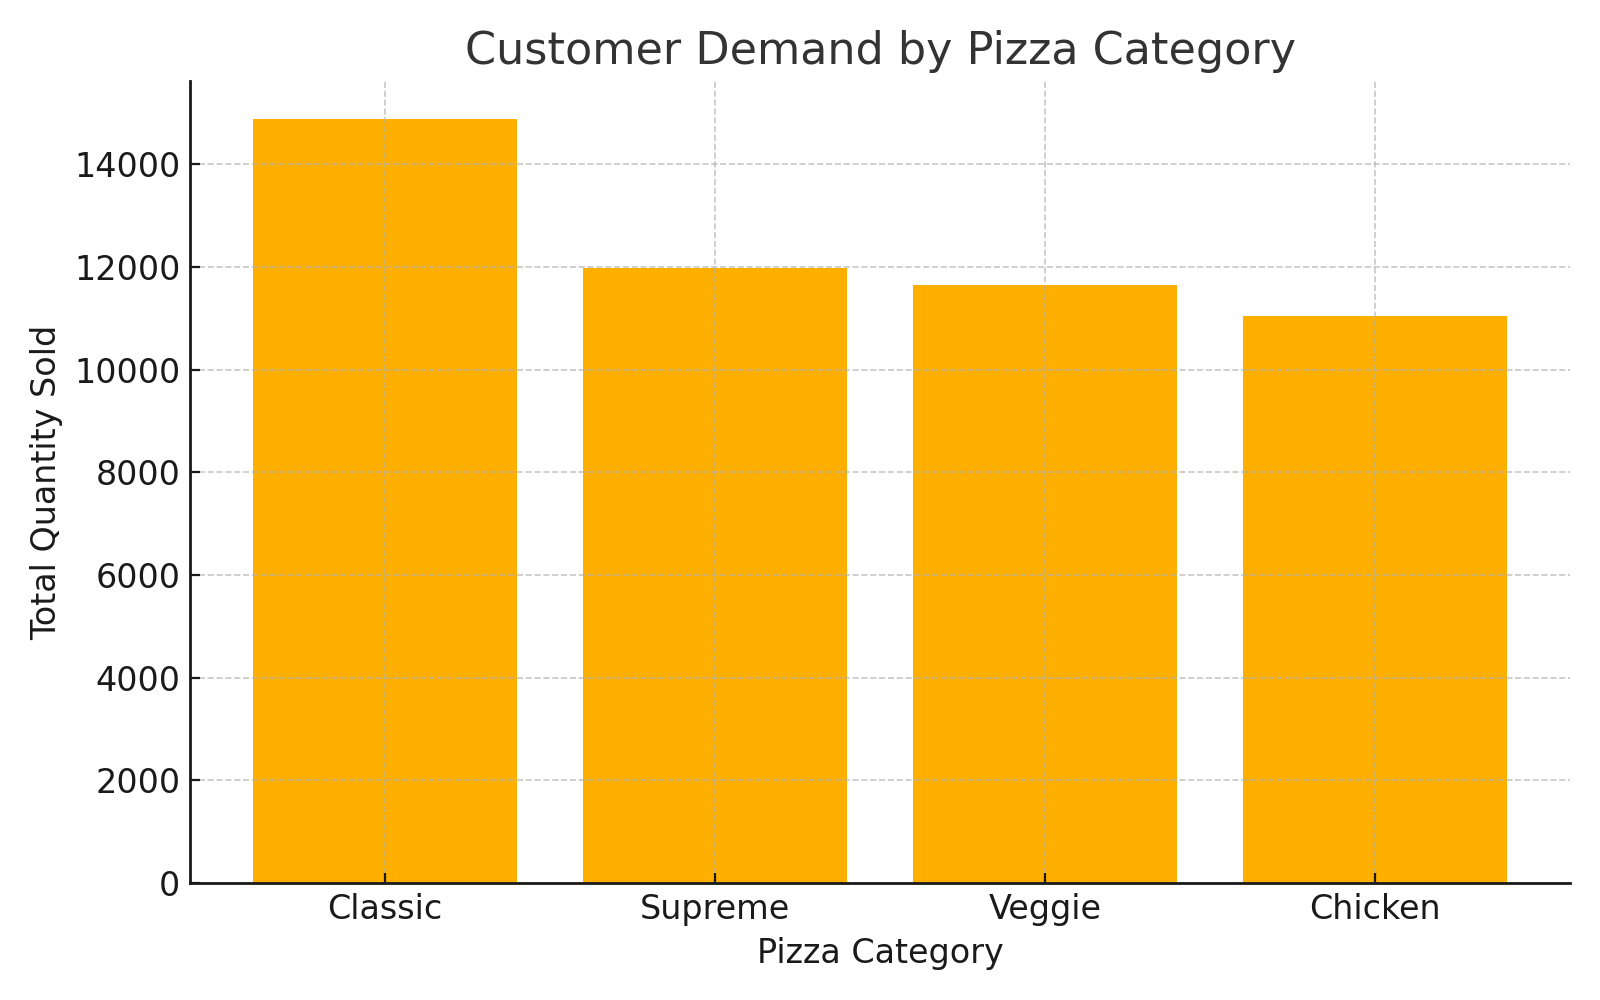 Customer Demand by Pizza Category
Total Quantity Sold
14000
12000
10000
8000
6000
4000
2000
0
Classic Supreme Veggie Chicken
Pizza Category